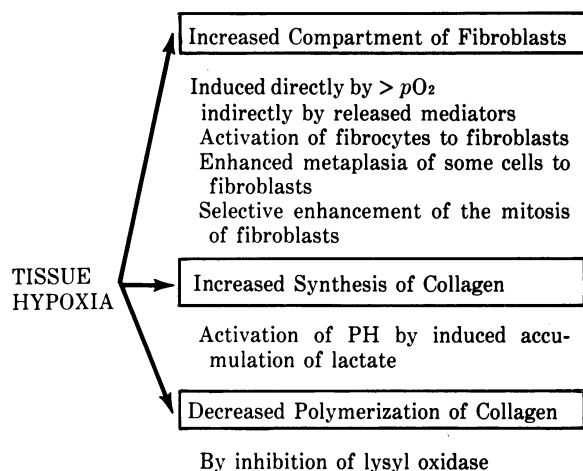 Increased Compartment of Fibroblasts
Induced directly by > pO₂
indirectly by released mediators
Activation of fibrocytes to fibroblasts
Enhanced metaplasia of some cells to
fibroblasts
Selective enhancement of the mitosis
of fibroblasts
TISSUE
HYPOXIA
Increased Synthesis of Collagen
Activation of PH by induced accu-
mulation of lactate
Decreased Polymerization of Collagen
By inhibition of lysyl oxidase